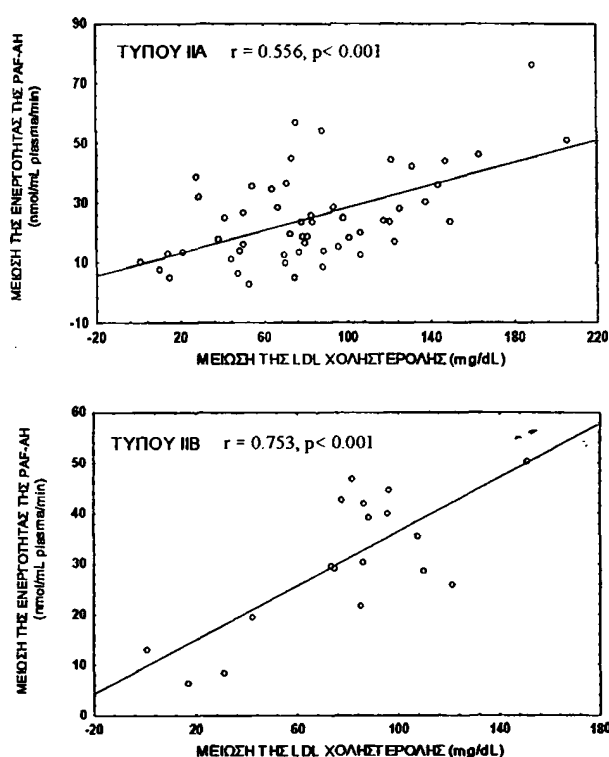 ΜΕΙΩΣΗ ΤΗΣ ΕΝΕΡΓΟΤΗΤΑΣ ΤΗΣ PAF-AH
(nmol/mL plasma/min)
90
70
50
30
10
-10
ΤΥΠΟΥ IIA r = 0.556, p< 0.001
-20 20 60 100 140 180 220
ΜΕΙΩΣΗ ΤΗΣ LDL ΧΟΛΗΣΤΕΡΟΛΗΣ (mg/dL)
ΜΕΙΩΣΗ ΤΗΣ ΕΝΕΡΓΟΤΗΤΑΣ ΤΗΣ PAF-AH
(nmol/mL plasma/min)
60
50
40
30
20
10
0
ΤΥΠΟΥ IIB r = 0.753, p< 0.001
-20 20 60 100 140 180
ΜΕΙΩΣΗ ΤΗΣ LDL ΧΟΛΗΣΤΕΡΟΛΗΣ (mg/dL)